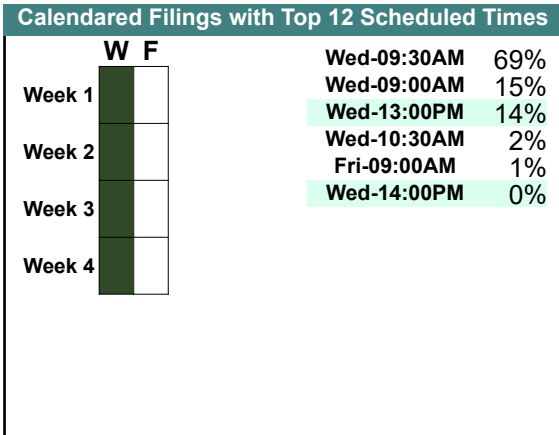 Calendared Filings with Top 12 Scheduled Times
W F
Week 1
Week 2
Week 3
Week 4
Wed-09:30AM 69%
Wed-09:00AM 15%
Wed-13:00PM 14%
Wed-10:30AM 2%
Fri-09:00AM 1%
Wed-14:00PM 0%